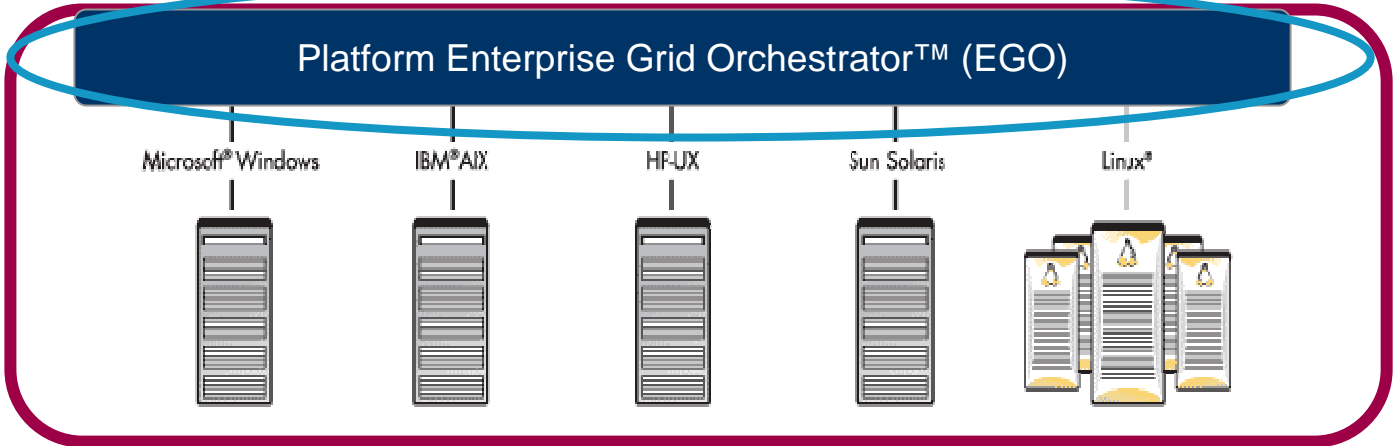 Platform Enterprise Grid Orchestrator™ (EGO)
Microsoft® Windows
IBM®AIX
HP-UX
Sun Solaris
Linux®